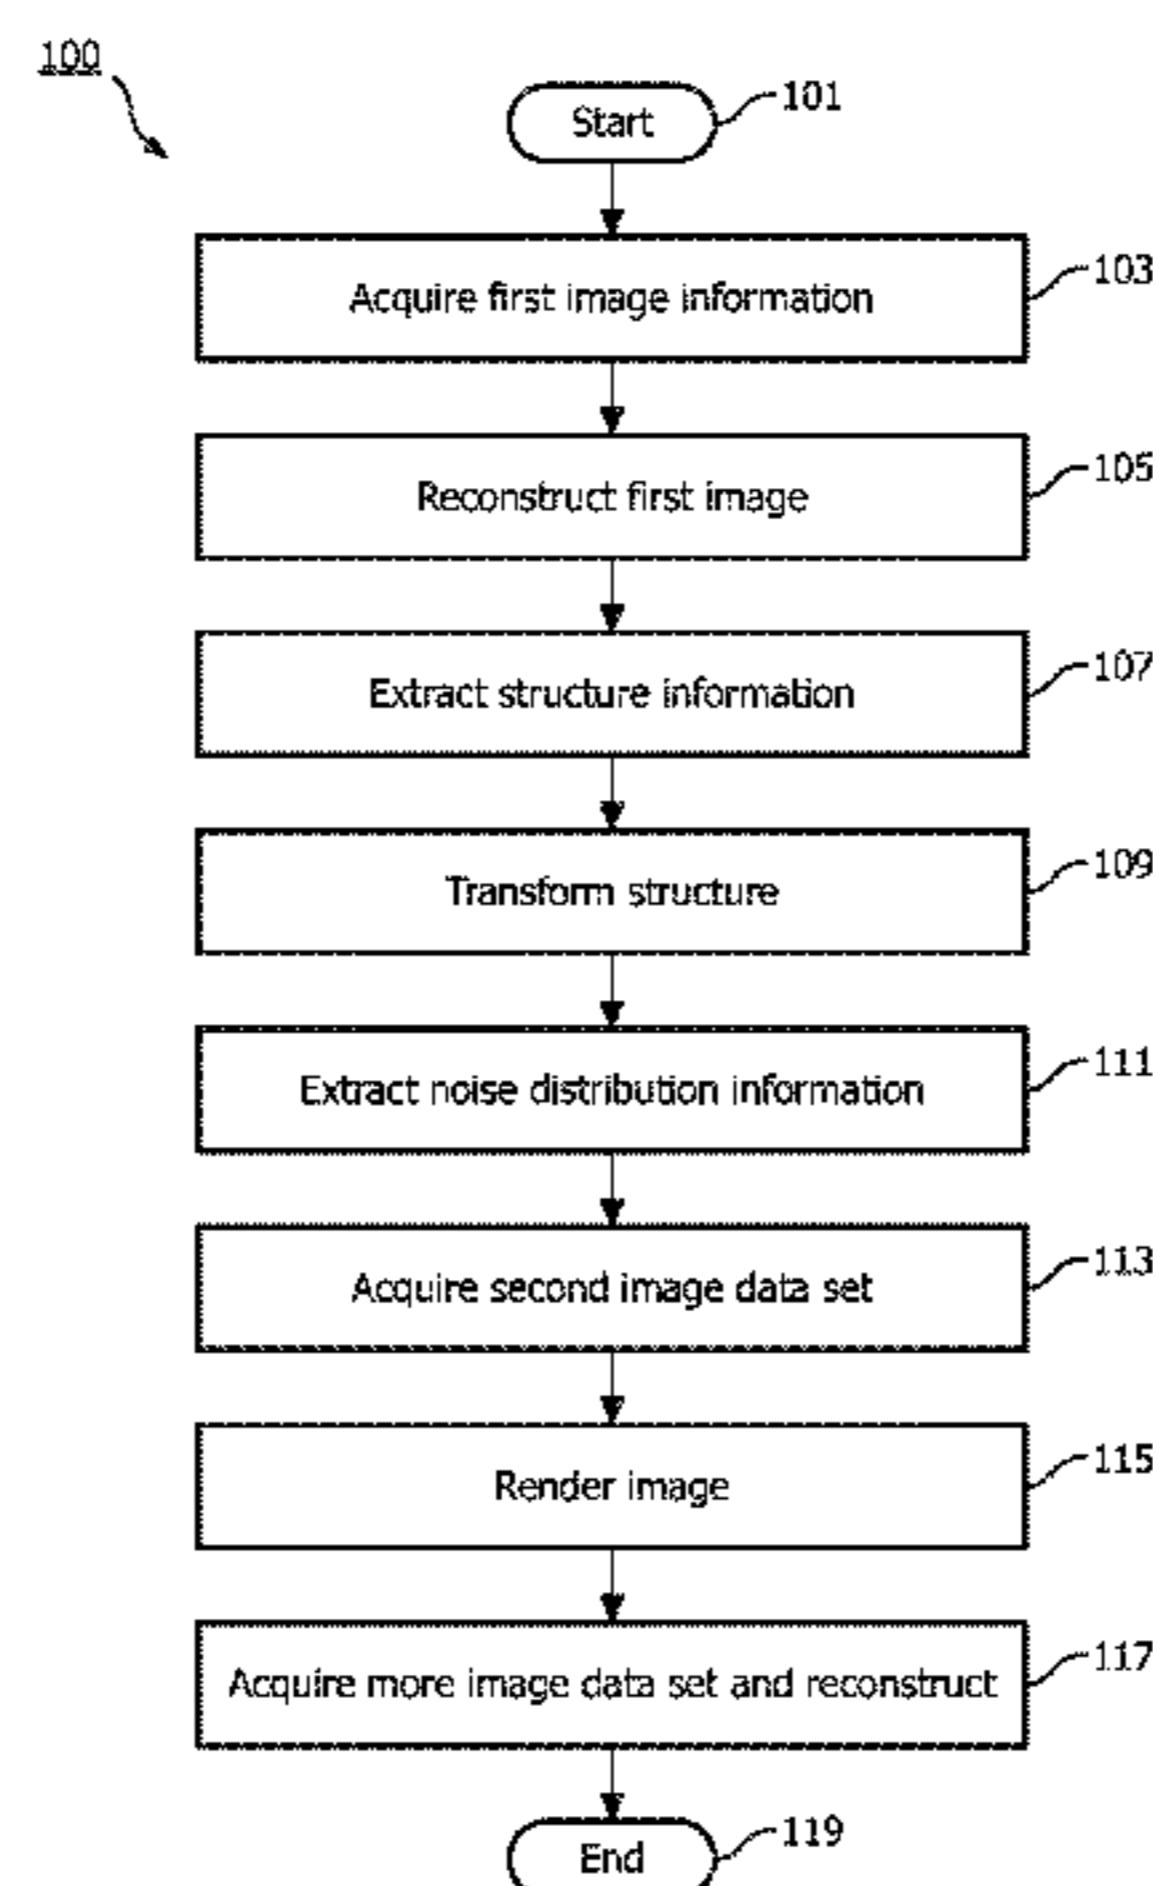 100
Start
101
Acquire first image information
103
Reconstruct first image
105
Extract structure information
107
Transform structure
109
Extract noise distribution information
111
Acquire second image data set
113
Render image
115
Acquire more image data set and reconstruct
117
End
119